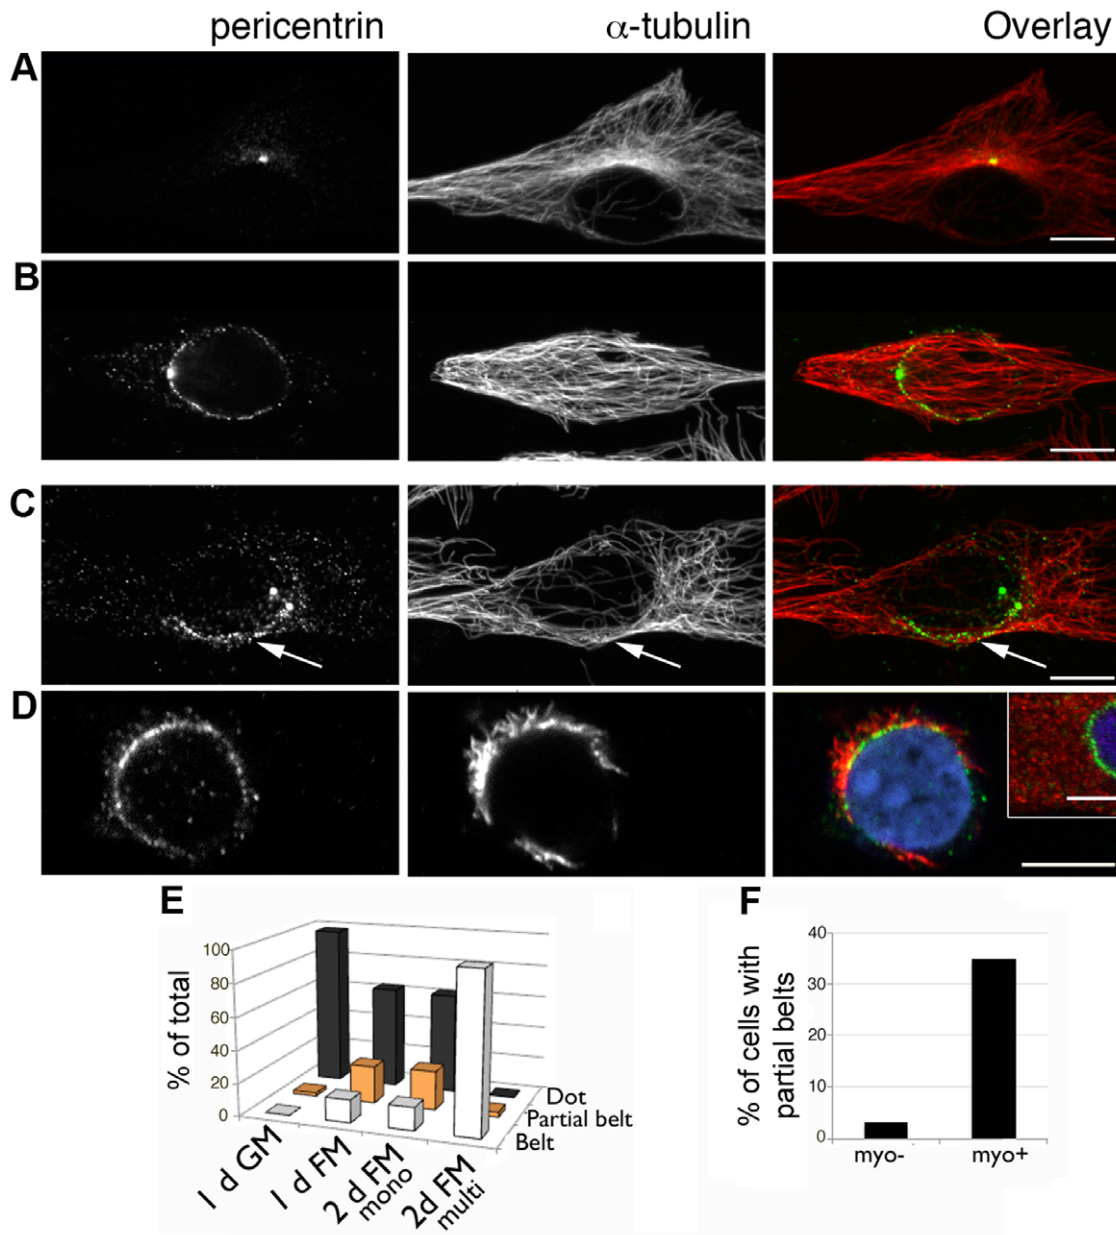 pericentrin α-tubulin Overlay
A
B
C
D
E
% of total
100
80
60
40
20
0
Dot
Partial belt
Belt
1 d GM
1 d FM
2 d FM
mono
2d FM
multi
F
% of cells with
partial belts
40
30
20
10
0
myo- myo+